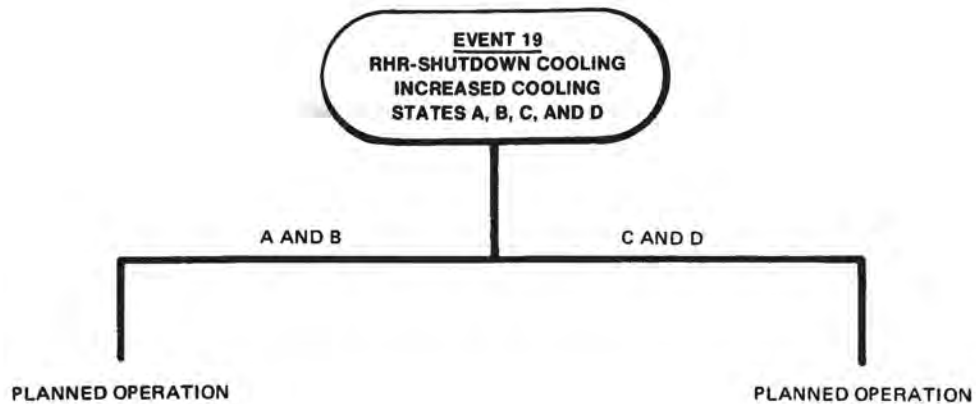 EVENT 19
RHR-SHUTDOWN COOLING
INCREASED COOLING
STATES A, B, C, AND D
A AND B
C AND D
PLANNED OPERATION
PLANNED OPERATION